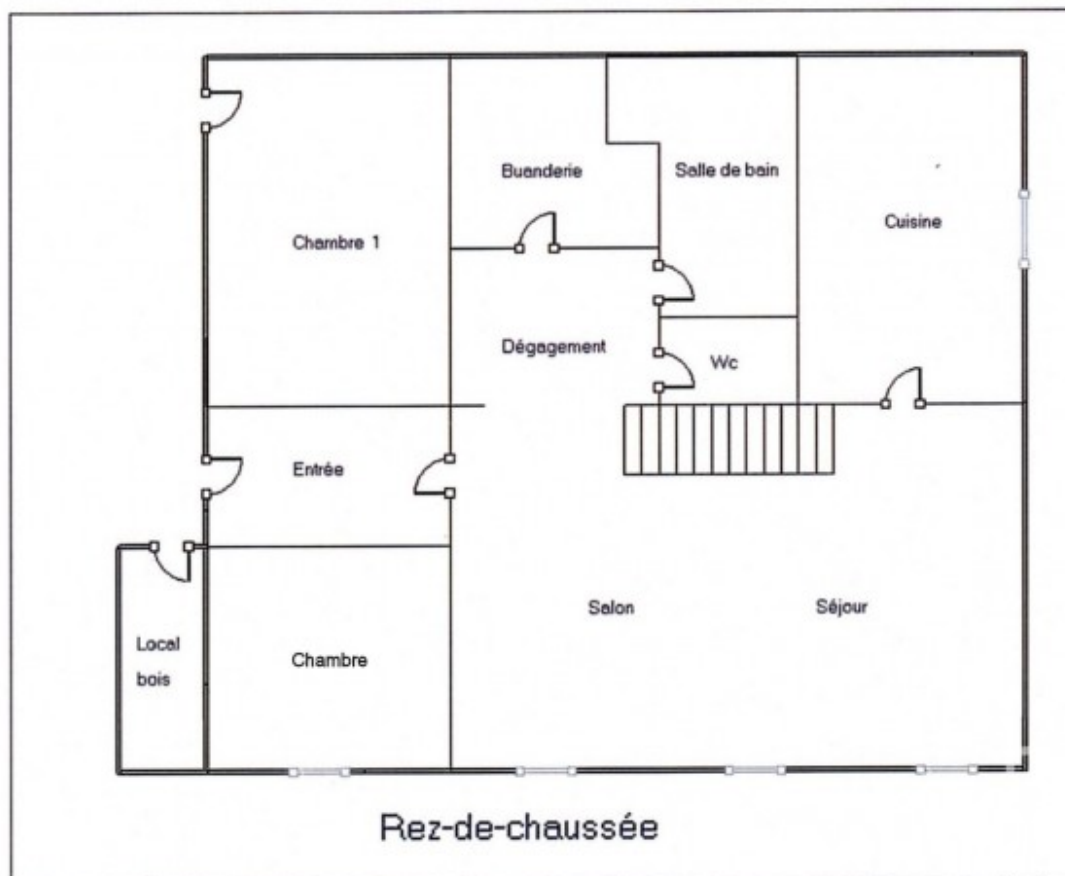 Buanderie
Salle de bain
Cuisine
Chambre 1
Dégagement
Wc
Entrée
Salon
Séjour
Local
bois
Chambre
Rez-de-chaussée